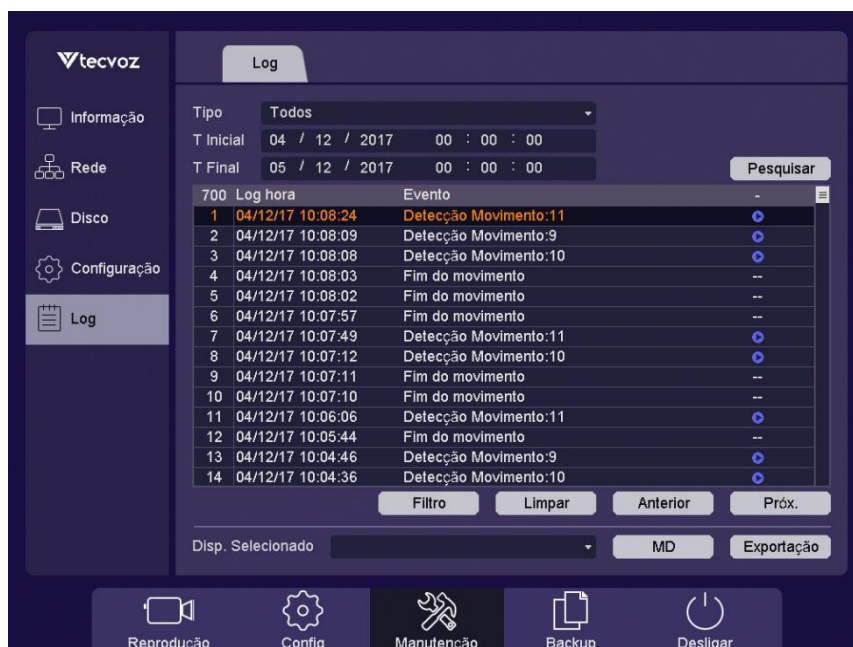 tecvoz
Log
Informação
Rede
Disco
Configuração
Log
Tipo Todos
T Inicial 04 / 12 / 2017 00 : 00 : 00
T Final 05 / 12 / 2017 00 : 00 : 00 Pesquisar
700 Log hora Evento -
1 04/12/17 10:08:24 Detecção Movimento:11
2 04/12/17 10:08:09 Detecção Movimento:9
3 04/12/17 10:08:08 Detecção Movimento:10
4 04/12/17 10:08:03 Fim do movimento --
5 04/12/17 10:08:02 Fim do movimento --
6 04/12/17 10:07:57 Fim do movimento --
7 04/12/17 10:07:49 Detecção Movimento:11
8 04/12/17 10:07:12 Detecção Movimento:10
9 04/12/17 10:07:11 Fim do movimento --
10 04/12/17 10:07:10 Fim do movimento --
11 04/12/17 10:06:06 Detecção Movimento:11
12 04/12/17 10:05:44 Fim do movimento --
13 04/12/17 10:04:46 Detecção Movimento:9
14 04/12/17 10:04:36 Detecção Movimento:10
Filtro Limpar Anterior Próx.
Disp. Selecionado MD Exportação
Reprodução Config Manutenção Backup Desligar